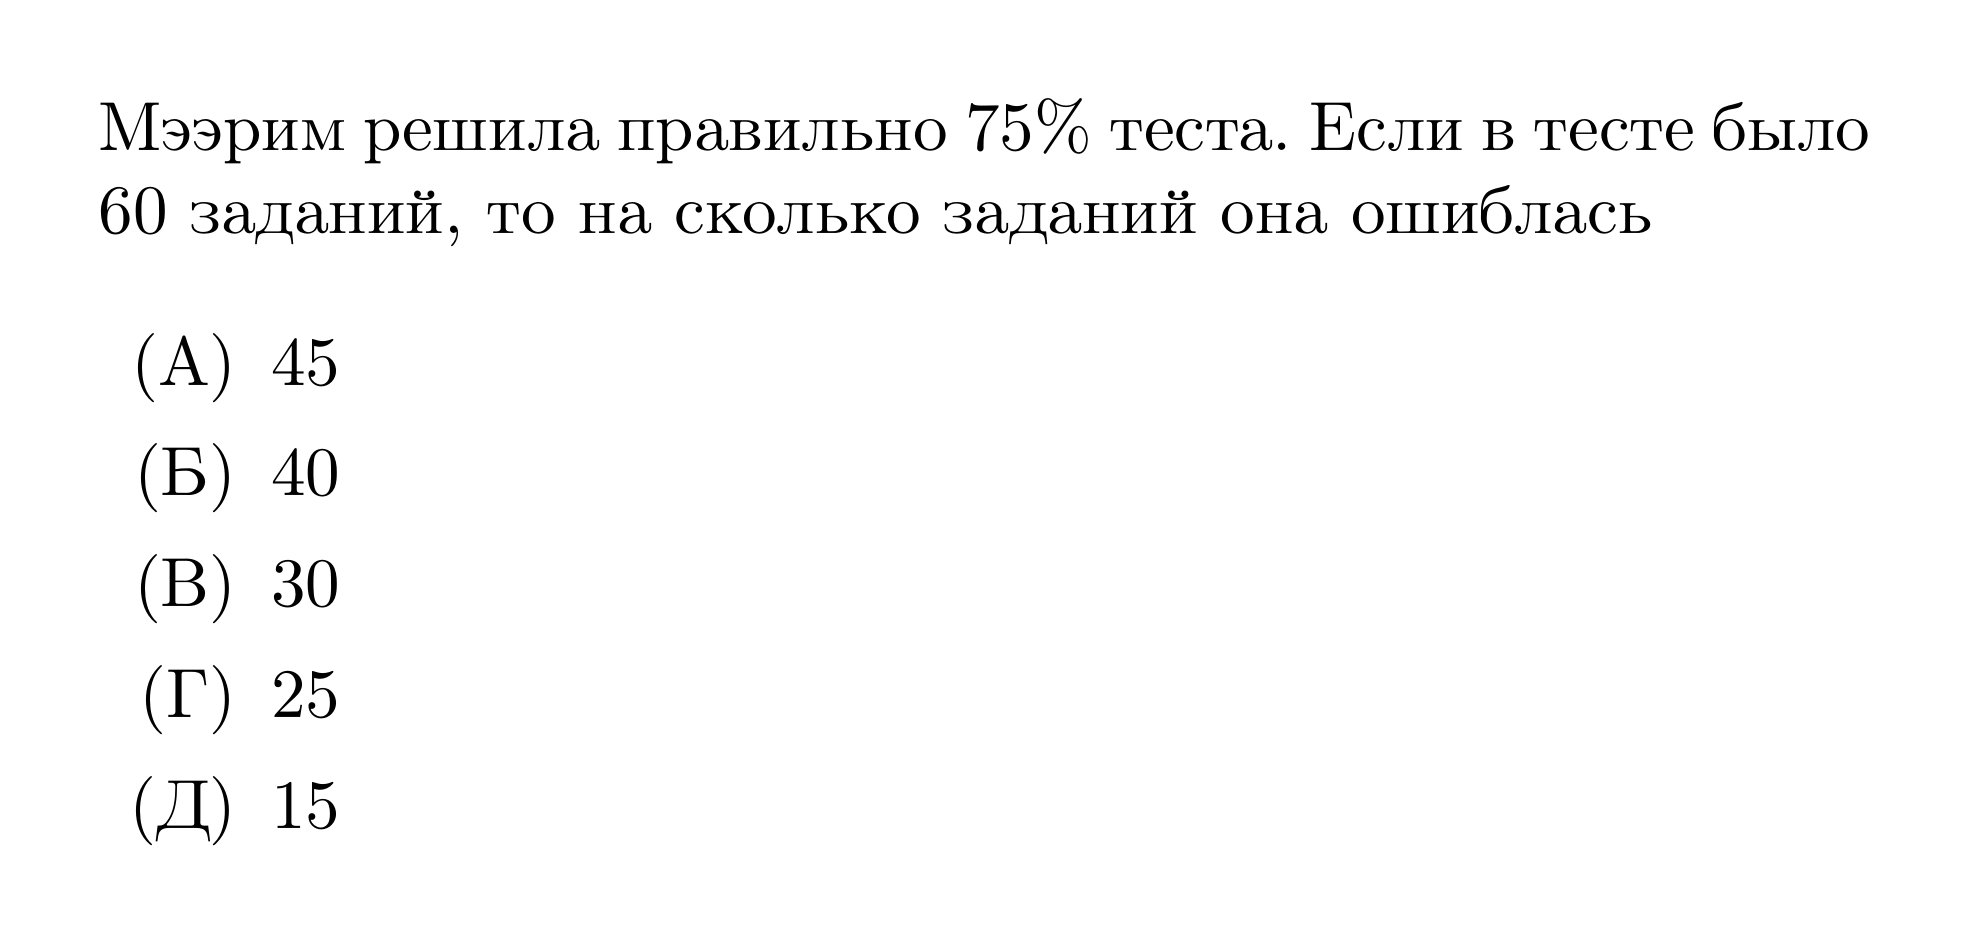 Мээрим решила правильно 75% теста. Если в тесте было
60 заданий, то на сколько заданий она ошиблась
(А) 45
(Б) 40
(В) 30
(Г) 25
(Д) 15